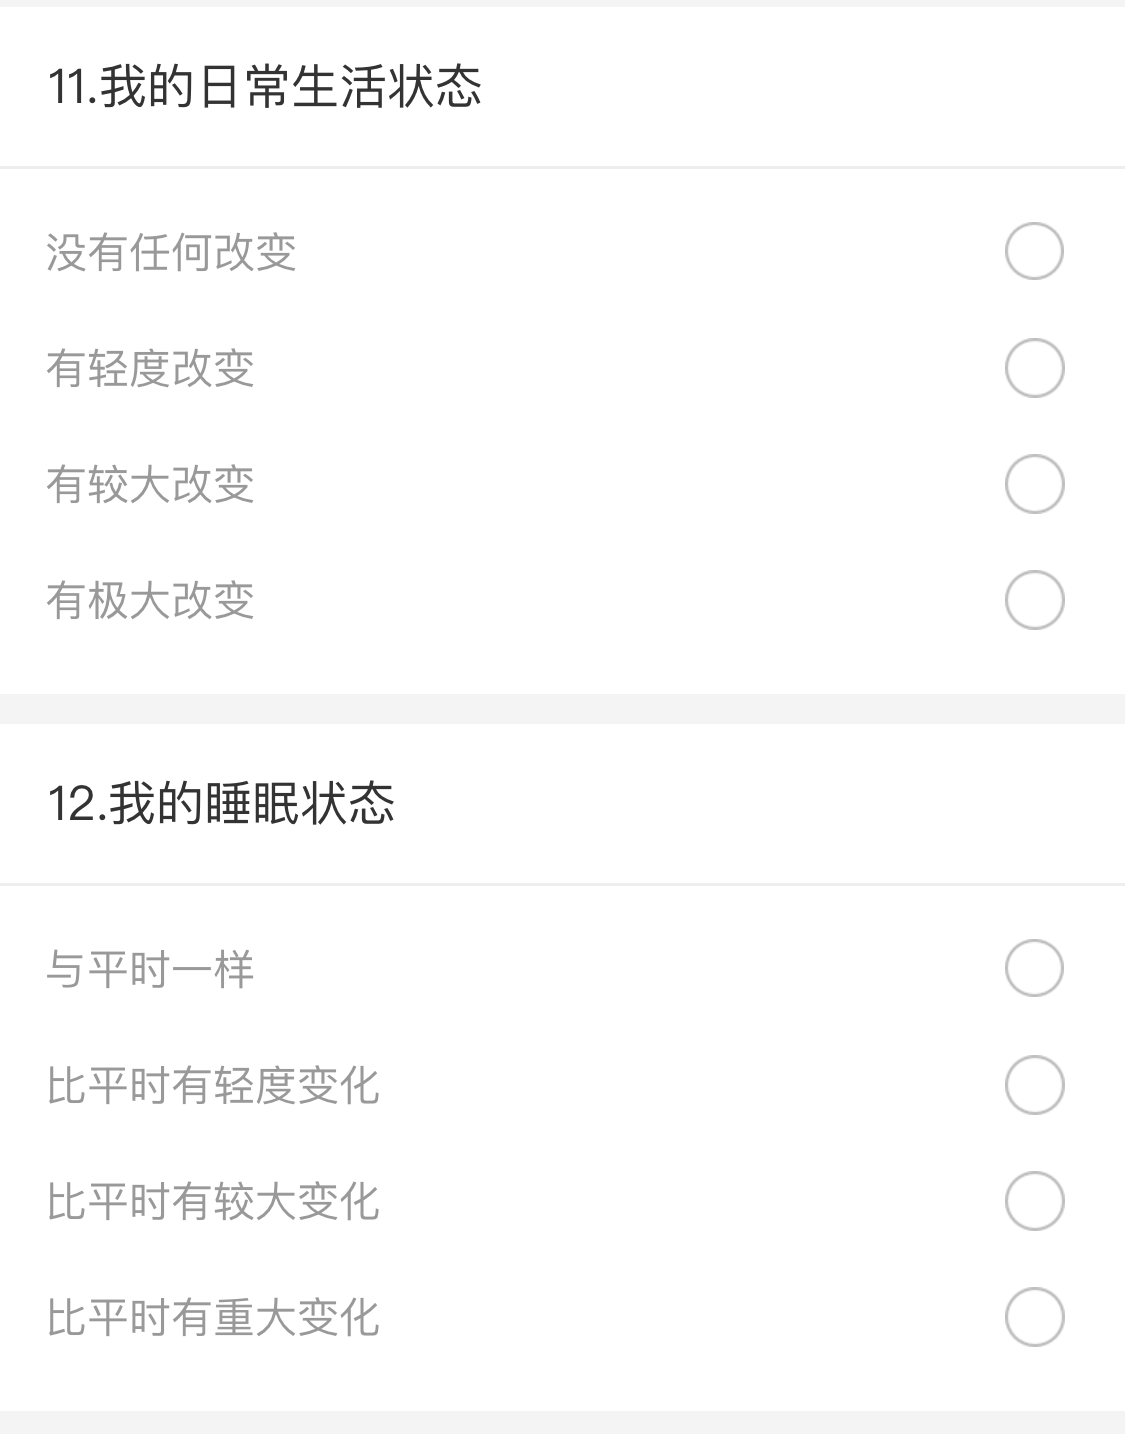 11.我的日常生活状态
没有任何改变
有轻度改变
有较大改变
有极大改变
12.我的睡眠状态
与平时一样
比平时有轻度变化
比平时有较大变化
比平时有重大变化